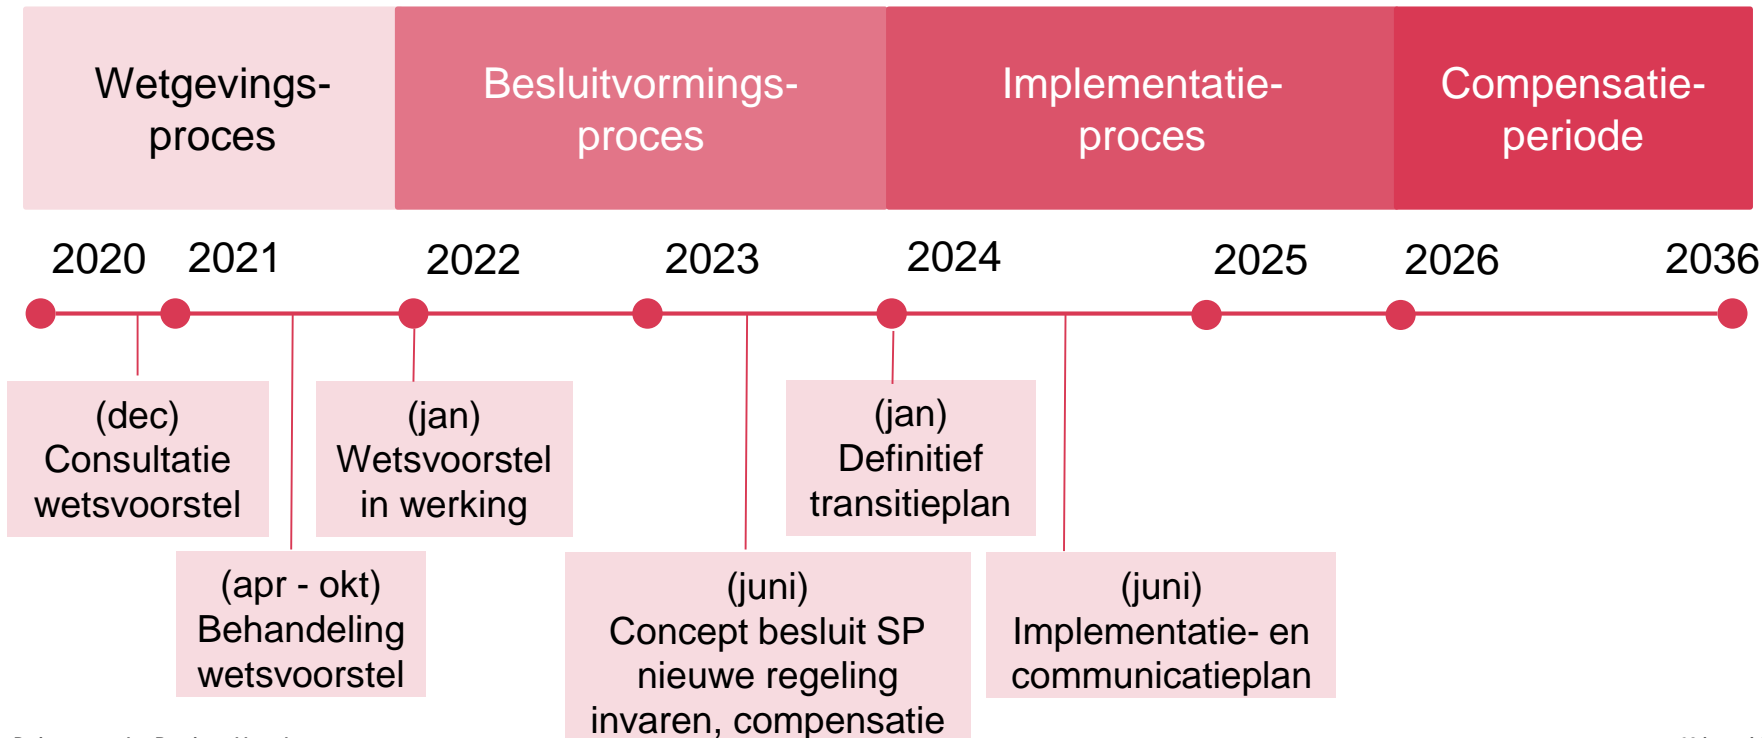 Wetgevings-
proces
Besluitvormings-
proces
Implementatie-
proces
Compensatie-
periode
2020 2021 2022 2023 2024 2025 2026 2036
(dec)
Consultatie
wetsvoorstel
(apr - okt)
Behandeling
wetsvoorstel
(jan)
Wetsvoorstel
in werking
(juni)
Concept besluit SP
nieuwe regeling
invaren, compensatie
(jan)
Definitief
transitieplan
(juni)
Implementatie- en
communicatieplan